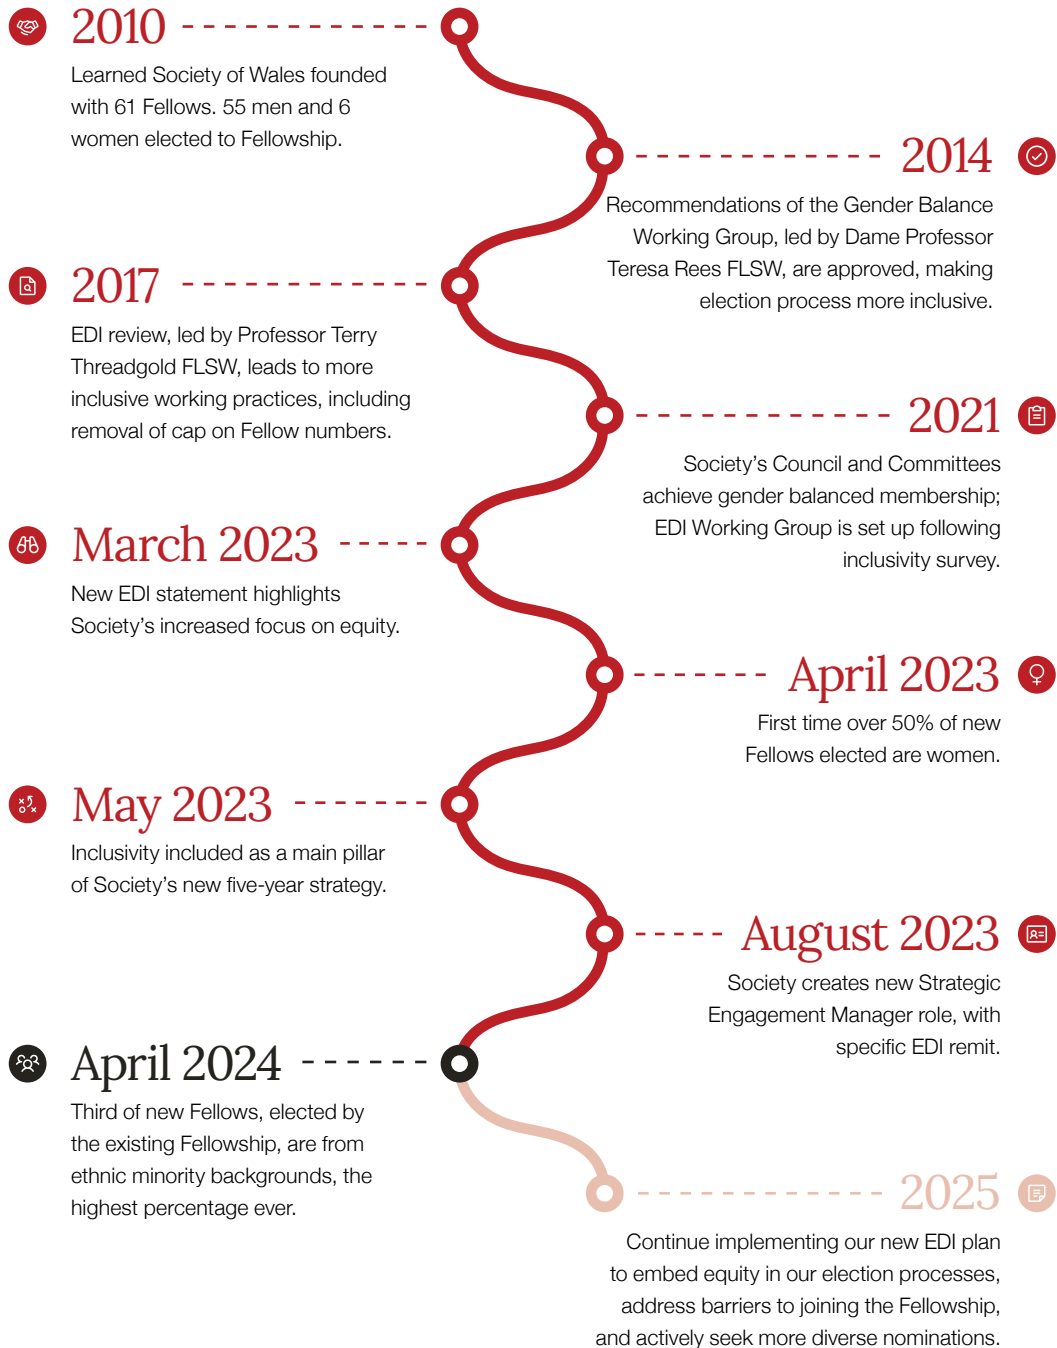 2010
Learned Society of Wales founded
with 61 Fellows. 55 men and 6
women elected to Fellowship.
2014
Recommendations of the Gender Balance
Working Group, led by Dame Professor
Teresa Rees FLSW, are approved, making
election process more inclusive.
2017
EDI review, led by Professor Terry
Threadgold FLSW, leads to more
inclusive working practices, including
removal of cap on Fellow numbers.
2021
Society’s Council and Committees
achieve gender balanced membership;
EDI Working Group is set up following
inclusivity survey.
March 2023
New EDI statement highlights
Society’s increased focus on equity.
April 2023
First time over 50% of new
Fellows elected are women.
May 2023
Inclusivity included as a main pillar
of Society’s new five-year strategy.
August 2023
Society creates new Strategic
Engagement Manager role, with
specific EDI remit.
April 2024
Third of new Fellows, elected by
the existing Fellowship, are from
ethnic minority backgrounds, the
highest percentage ever.
2025
Continue implementing our new EDI plan
to embed equity in our election processes,
address barriers to joining the Fellowship,
and actively seek more diverse nominations.